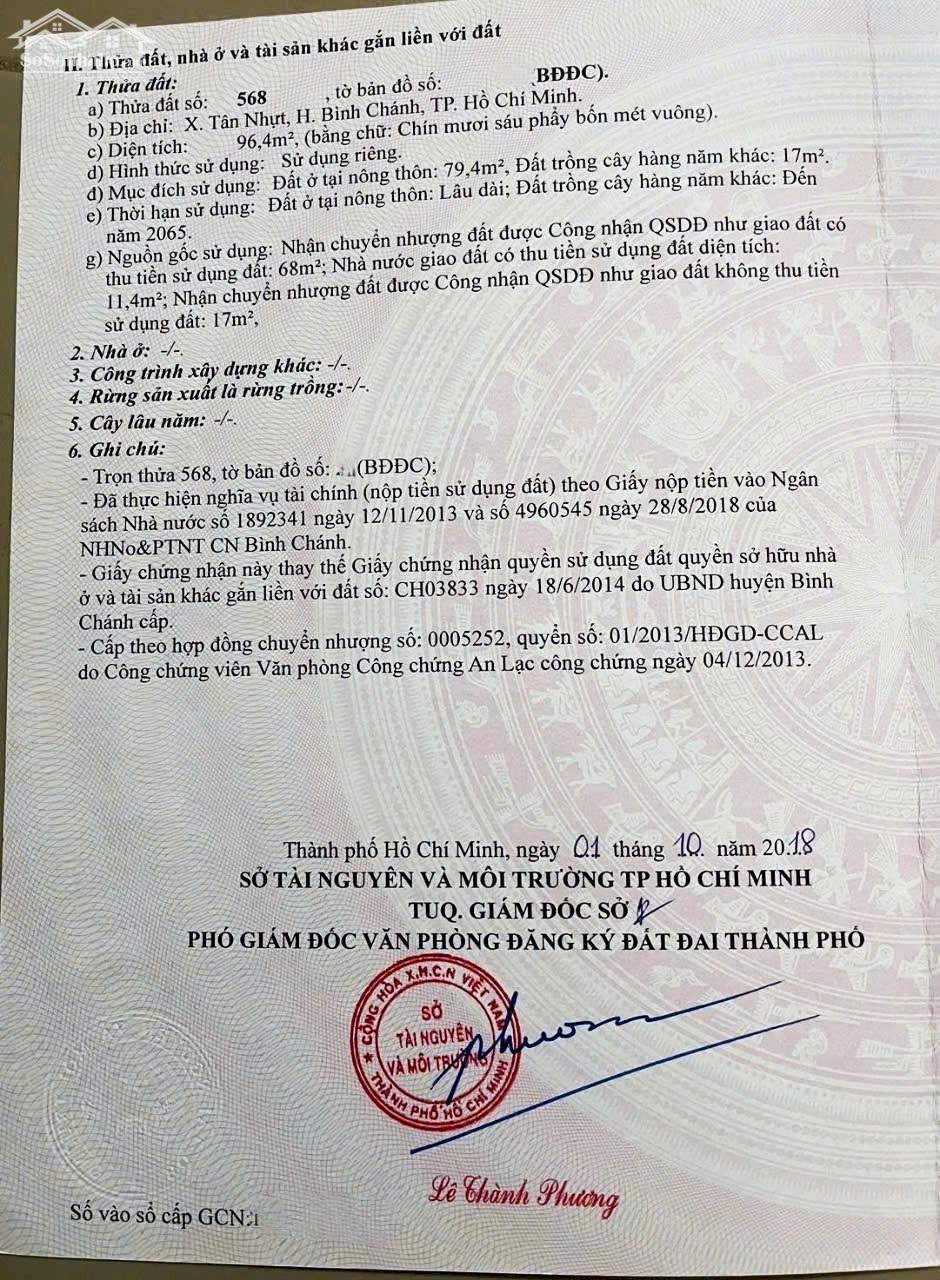 II. Thửa đất, nhà ở và tài sản khác gắn liền với đất
1. Thửa đất:
a) Thửa đất số: 568 , tờ bản đồ số: BĐĐC).
b) Địa chỉ: X. Tân Nhựt, H. Bình Chánh, TP. Hồ Chí Minh.
c) Diện tích: 96,4m², (bằng chữ: Chín mươi sáu phẩy bốn mét vuông).
d) Hình thức sử dụng: Sử dụng riêng.
đ) Mục đích sử dụng: Đất ở tại nông thôn: 79,4m², Đất trồng cây hàng năm khác: 17m².
e) Thời hạn sử dụng: Đất ở tại nông thôn: Lâu dài; Đất trồng cây hàng năm khác: Đến
năm 2065.
g) Nguồn gốc sử dụng: Nhận chuyển nhượng đất được Công nhận QSDĐ như giao đất có
thu tiền sử dụng đất: 68m²; Nhà nước giao đất có thu tiền sử dụng đất diện tích:
11,4m²; Nhận chuyển nhượng đất được Công nhận QSDĐ như giao đất không thu tiền
sử dụng đất: 17m²,
2. Nhà ở: -/-.
3. Công trình xây dựng khác: -/-.
4. Rừng sản xuất là rừng trồng: -/-.
5. Cây lâu năm: -/-.
6. Ghi chú:
- Trọn thửa 568, tờ bản đồ số: (BĐĐC);
- Đã thực hiện nghĩa vụ tài chính (nộp tiền sử dụng đất) theo Giấy nộp tiền vào Ngân
sách Nhà nước số 1892341 ngày 12/11/2013 và số 4960545 ngày 28/8/2018 của
NHNo&PTNT CN Bình Chánh.
- Giấy chứng nhận này thay thế Giấy chứng nhận quyền sử dụng đất quyền sở hữu nhà
ở và tài sản khác gắn liền với đất số: CH03833 ngày 18/6/2014 do UBND huyện Bình
Chánh cấp.
- Cấp theo hợp đồng chuyển nhượng số: 0005252, quyển số: 01/2013/HĐGD-CCAL
do Công chứng viên Văn phòng Công chứng An Lạc công chứng ngày 04/12/2013.
Thành phố Hồ Chí Minh, ngày 01 tháng 10 năm 2018
SỞ TÀI NGUYÊN VÀ MÔI TRƯỜNG TP HỒ CHÍ MINH
TUQ. GIÁM ĐỐC SỞ
PHÓ GIÁM ĐỐC VĂN PHÒNG ĐĂNG KÝ ĐẤT ĐAI THÀNH PHỐ
CỘNG HÒA X.H.C.N VIỆT NAM
SỞ
TÀI NGUYÊN
VÀ MÔI TRƯỜNG
THÀNH PHỐ HỒ CHÍ MINH
Lê Thành Phương
Số vào sổ cấp GCN: